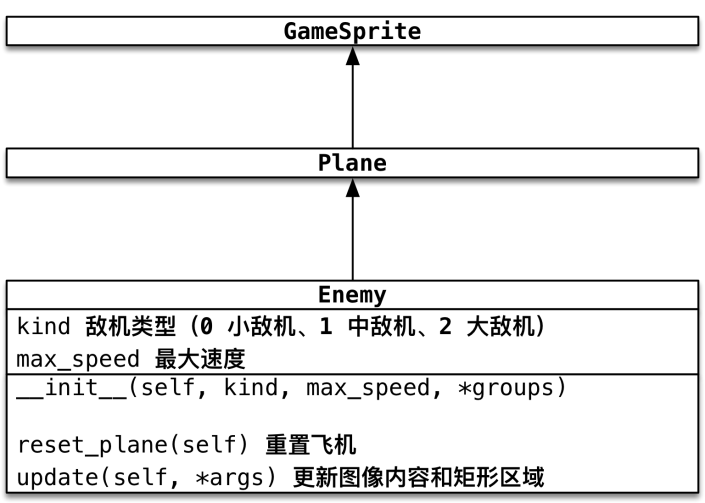 GameSprite
Plane
Enemy
kind 敌机类型（0 小敌机、1 中敌机、2 大敌机）
max_speed 最大速度
__init__(self, kind, max_speed, *groups)
reset_plane(self) 重置飞机
update(self, *args) 更新图像内容和矩形区域